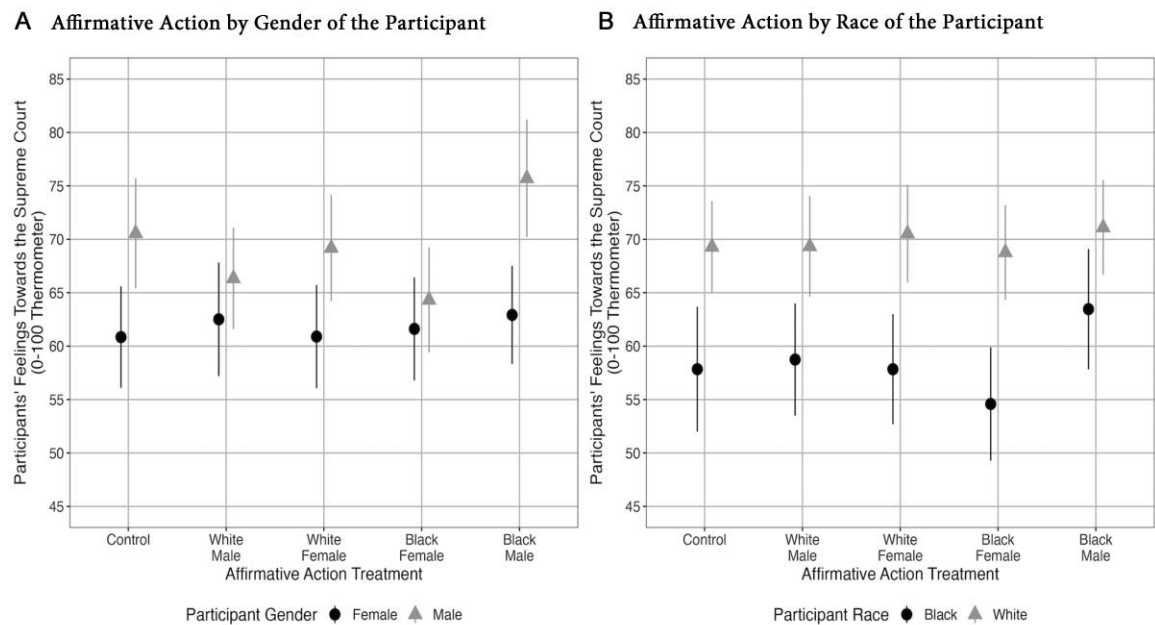 A Affirmative Action by Gender of the Participant
Participants' Feelings Towards the Supreme Court
(0-100 Thermometer)
85
80
75
70
65
60
55
50
45
Control
White
Male
White
Female
Black
Female
Black
Male
Affirmative Action Treatment
Participant Gender Female Male
B Affirmative Action by Race of the Participant
Participants' Feelings Towards the Supreme Court
(0-100 Thermometer)
85
80
75
70
65
60
55
50
45
Control
White
Male
White
Female
Black
Female
Black
Male
Affirmative Action Treatment
Participant Race Black White